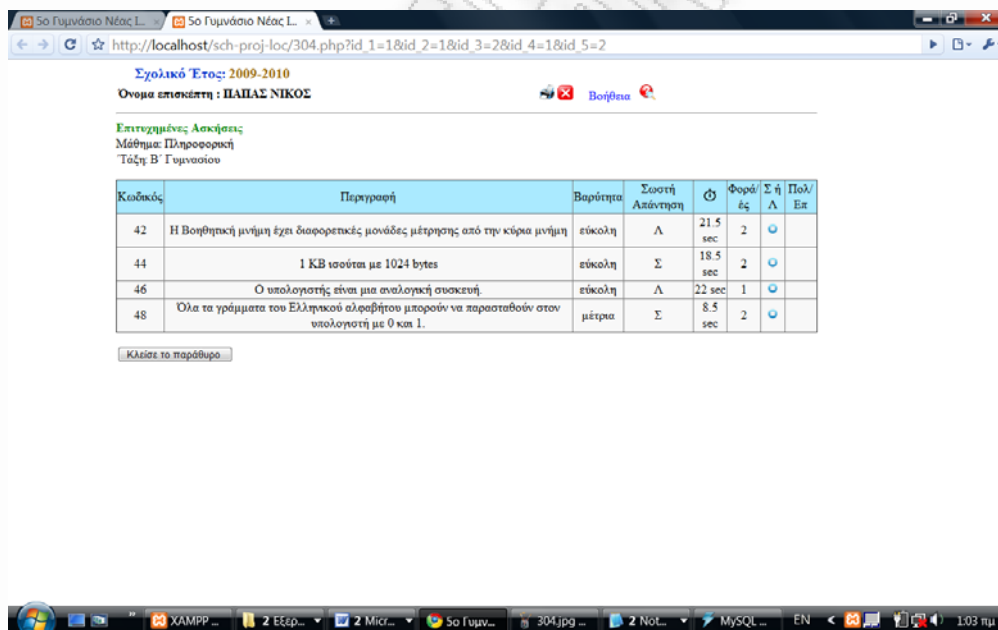 5ο Γυμνάσιο Νέας Ι... 5ο Γυμνάσιο Νέας Ι...
http://localhost/sch-proj-loc/304.php?id_1=1&id_2=1&id_3=2&id_4=1&id_5=2
Σχολικό Έτος: 2009-2010
Όνομα επισκέπτη : ΠΑΠΑΣ ΝΙΚΟΣ Βοήθεια
Επιτυχημένες Ασκήσεις
Μάθημα: Πληροφορική
Τάξη: Β΄ Γυμνασίου
Κωδικός Περιγραφή Βαρύτητα Σωστή Απάντηση Φορά/ές Σ ή Λ Πολ/Επ
42 Η Βοηθητική μνήμη έχει διαφορετικές μονάδες μέτρησης από την κύρια μνήμη εύκολη Λ 21.5 sec 2
44 1 KB ισούται με 1024 bytes εύκολη Σ 18.5 sec 2
46 Ο υπολογιστής είναι μια αναλογική συσκευή. εύκολη Λ 22 sec 1
48 Όλα τα γράμματα του Ελληνικού αλφαβήτου μπορούν να παρασταθούν στον υπολογιστή με 0 και 1. μέτρια Σ 8.5 sec 2
Κλείσε το παράθυρο
XAMPP ... 2 Εξερ... 2 Micr... 5ο Γυμν... 304.jpg ... 2 Not... MySQL ... EN 1:03 πμ